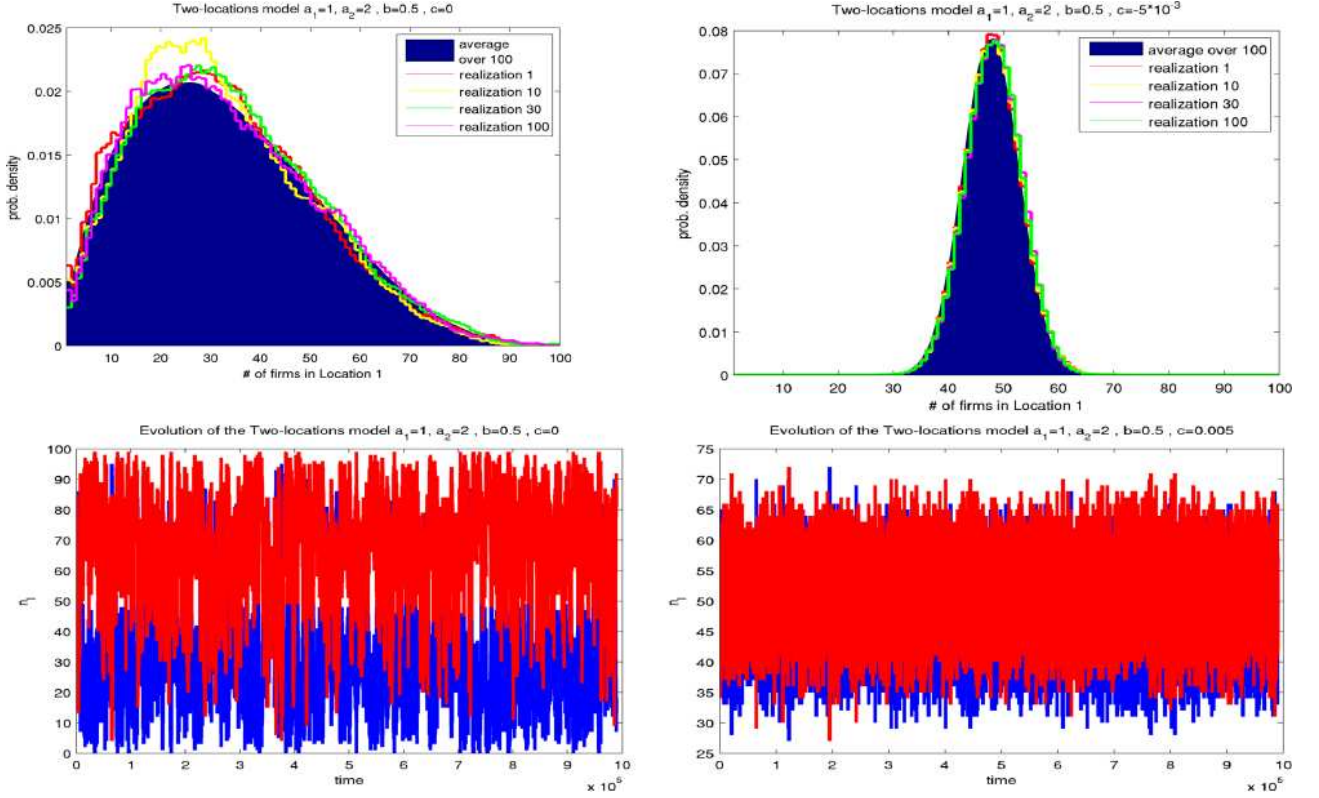 Two-locations model a₁=1, a₂=2 , b=0.5 , c=0
0.025
0.02
0.015
0.01
0.005
0
prob. density
average
over 100
realization 1
realization 10
realization 30
realization 100
10 20 30 40 50 60 70 80 90 100
# of firms in Location 1
Two-locations model a₁=1, a₂=2 , b=0.5 , c=-5*10⁻³
0.08
0.07
0.06
0.05
0.04
0.03
0.02
0.01
0
prob. density
average over 100
realization 1
realization 10
realization 30
realization 100
10 20 30 40 50 60 70 80 90 100
# of firms in Location 1
Evolution of the Two-locations model a₁=1, a₂=2 , b=0.5 , c=0
100
90
80
70
60
50
40
30
20
10
0
nᵢ
0 1 2 3 4 5 6 7 8 9 10
time
× 10⁵
Evolution of the Two-locations model a₁=1, a₂=2 , b=0.5 , c=0.005
75
70
65
60
55
50
45
40
35
30
25
nᵢ
0 1 2 3 4 5 6 7 8 9 10
time
× 10⁵